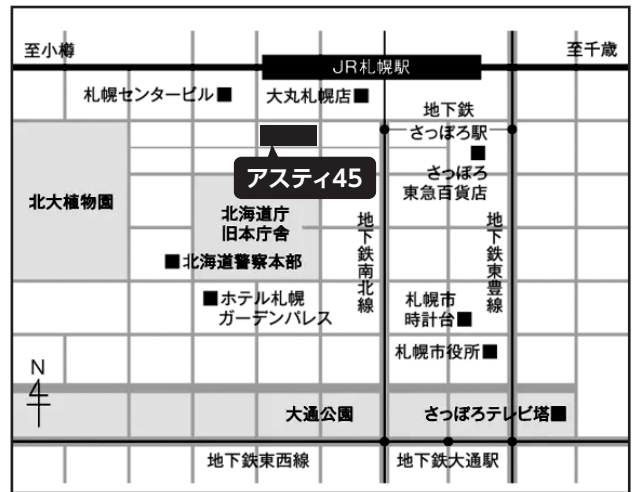 至小樽
至千歳
JR札幌駅
札幌センタービル■
大丸札幌店■
地下鉄
さっぽろ駅
■
さっぽろ
東急百貨店
アスティ45
北大植物園
北海道庁
旧本庁舎
■北海道警察本部
地下鉄南北線
地下鉄東豊線
■ホテル札幌
ガーデンパレス
札幌市
時計台■
札幌市役所■
N
大通公園
さっぽろテレビ塔■
地下鉄東西線
地下鉄大通駅